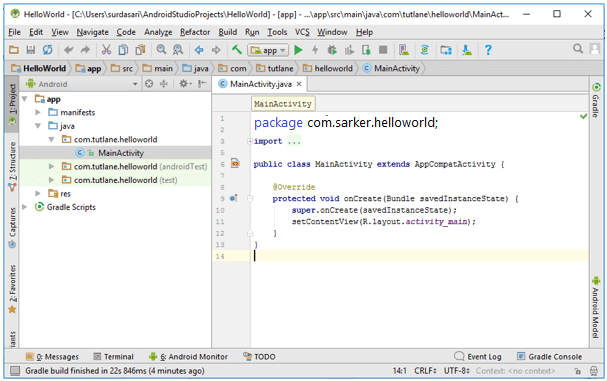 HelloWorld - [C:\Users\surdasari\AndroidStudioProjects\HelloWorld] - [app] - ...\app\src\main\java\com\tutlane\helloworld\MainActiv...
File Edit View Navigate Code Analyze Refactor Build Run Tools VCS Window Help
app
HelloWorld app src main java com tutlane helloworld MainActivity
Android
MainActivity.java
1: Project
7: Structure
Captures
2: Favorites
iants
app
manifests
java
com.tutlane.helloworld
MainActivity
com.tutlane.helloworld (androidTest)
com.tutlane.helloworld (test)
res
Gradle Scripts
MainActivity
1 package com.sarker.helloworld;
2
3 import ...
5
6 public class MainActivity extends AppCompatActivity {
7
8 @Override
9 protected void onCreate(Bundle savedInstanceState) {
10 super.onCreate(savedInstanceState);
11 setContentView(R.layout.activity_main);
12 }
13 }
14
Gradle
Android Model
0: Messages Terminal 6: Android Monitor TODO Event Log Gradle Console
Gradle build finished in 22s 846ms (4 minutes ago) 14:1 CRLF UTF-8 Context: <no context>